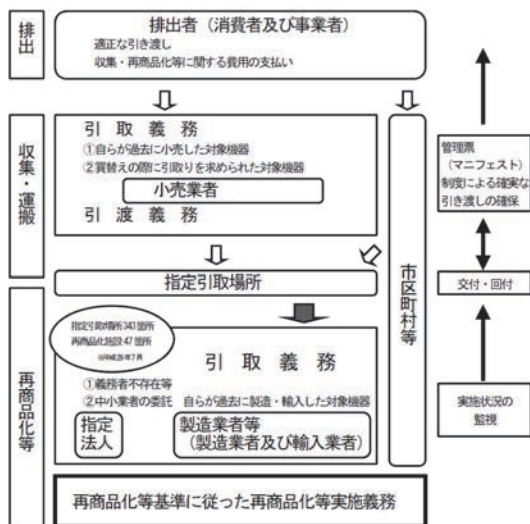 排出
排出者（消費者及び事業者）
適正な引き渡し
収集・再商品化等に関する費用の支払い
収集・運搬
引取義務
①自らが過去に小売した対象機器
②買替えの際に引取りを求められた対象機器
小売業者
引渡義務
指定引取場所
市区町村等
管理票
（マニフェスト）
制度による確実な
引き渡しの確保
交付・回付
実施状況の
監視
再商品化等
指定引取場所:343箇所
再商品化施設:47箇所
※平成26年7月
引取義務
①義務者不存在等
②中小業者の委託
自らが過去に製造・輸入した対象機器
指定
法人
製造業者等
（製造業者及び輸入業者）
再商品化等基準に従った再商品化等実施義務